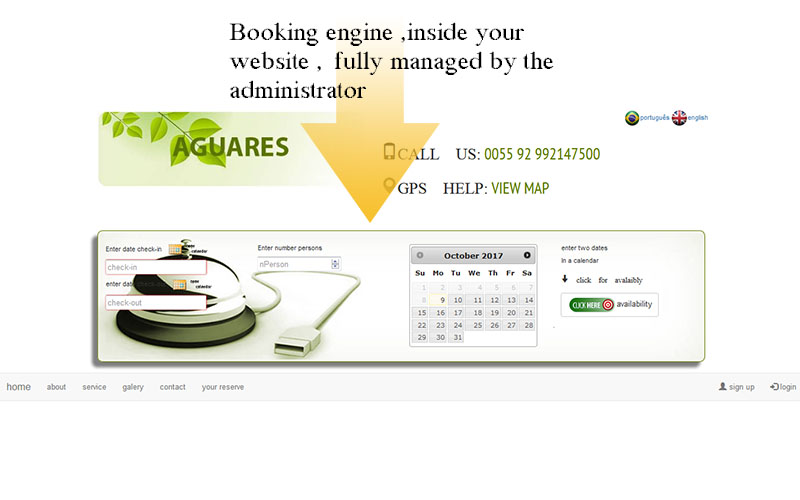 Booking engine ,inside your
website , fully managed by the
administrator
português english
AGUARES
CALL US: 0055 92 992147500
GPS HELP: VIEW MAP
Enter date check-in
calendar
check-in
enter date check-out
calendar
check-out
Enter number persons
nPerson
October 2017
Su Mo Tu We Th Fr Sa
1 2 3 4 5 6 7
8 9 10 11 12 13 14
15 16 17 18 19 20 21
22 23 24 25 26 27 28
29 30 31
enter two dates
in a calendar
click for avalaibly
CLICK HERE availability
home about service galery contact your reserve sign up login